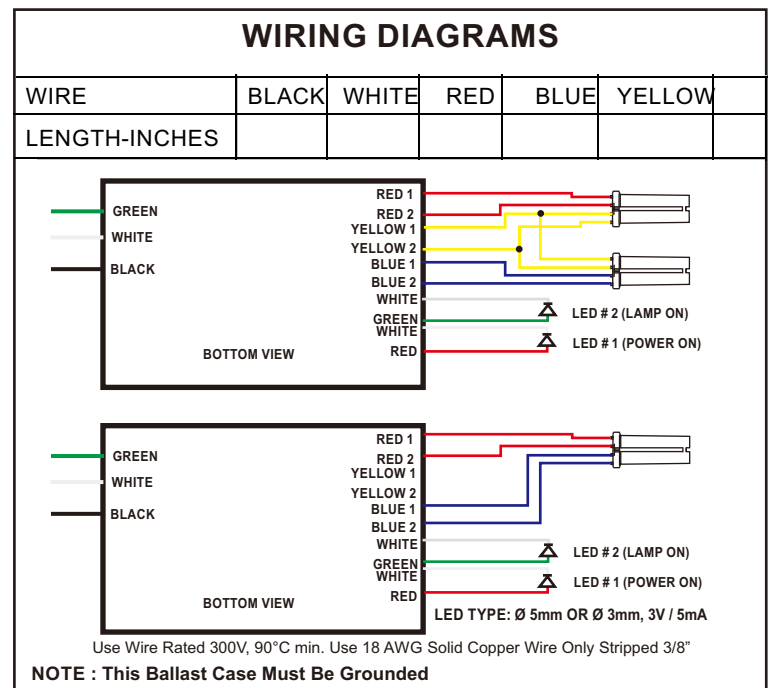 WIRING DIAGRAMS
WIRE BLACK WHITE RED BLUE YELLOW
LENGTH-INCHES
GREEN
WHITE
BLACK
BOTTOM VIEW
RED 1
RED 2
YELLOW 1
YELLOW 2
BLUE 1
BLUE 2
WHITE
GREEN
WHITE
RED
LED # 2 (LAMP ON)
LED # 1 (POWER ON)
GREEN
WHITE
BLACK
BOTTOM VIEW
RED 1
RED 2
YELLOW 1
YELLOW 2
BLUE 1
BLUE 2
WHITE
GREEN
WHITE
RED
LED # 2 (LAMP ON)
LED # 1 (POWER ON)
LED TYPE: Ø 5mm OR Ø 3mm, 3V / 5mA
Use Wire Rated 300V, 90°C min. Use 18 AWG Solid Copper Wire Only Stripped 3/8”
NOTE : This Ballast Case Must Be Grounded